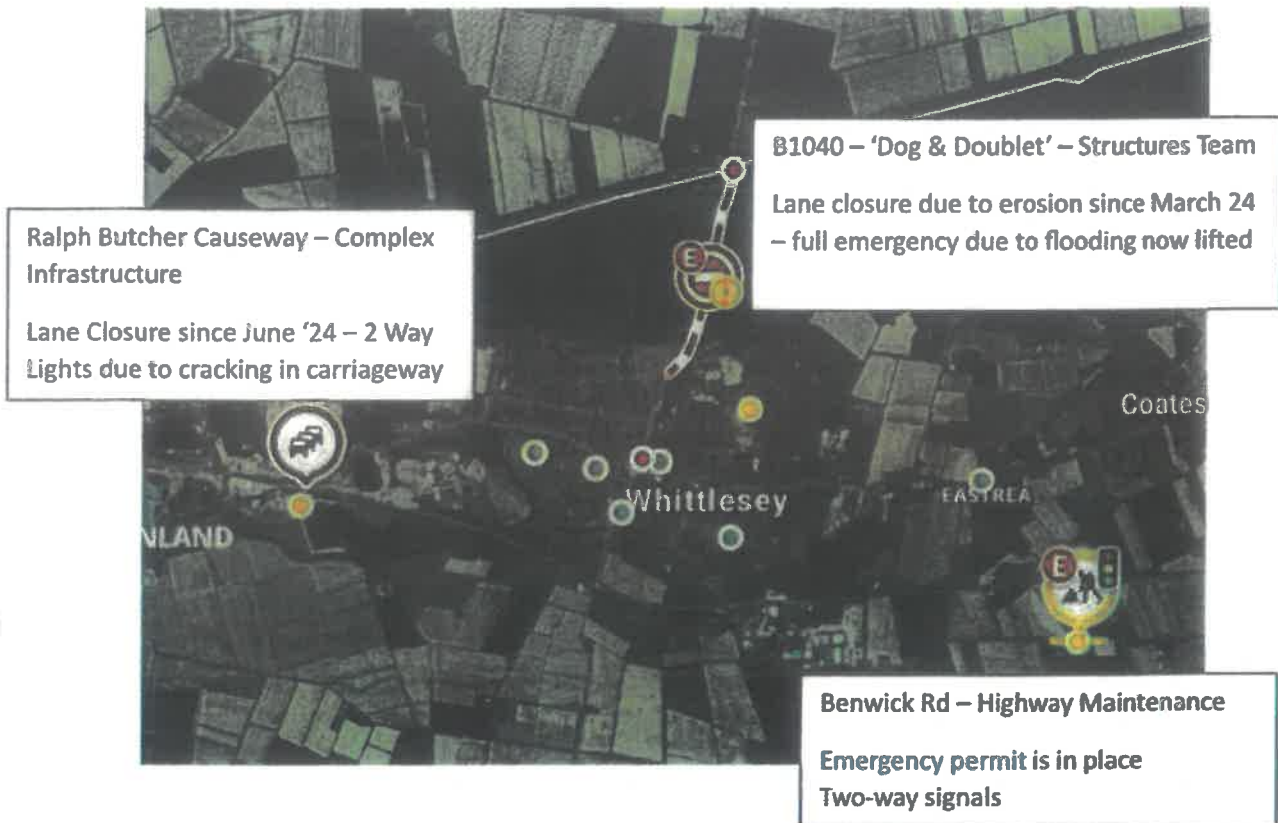 B1040 – 'Dog & Doublet' – Structures Team
Lane closure due to erosion since March 24
– full emergency due to flooding now lifted
Ralph Butcher Causeway – Complex
Infrastructure
Lane Closure since June '24 – 2 Way
Lights due to cracking in carriageway
E
Coates
Whittlesey
EASTREA
NLAND
E
Benwick Rd – Highway Maintenance
Emergency permit is in place
Two-way signals